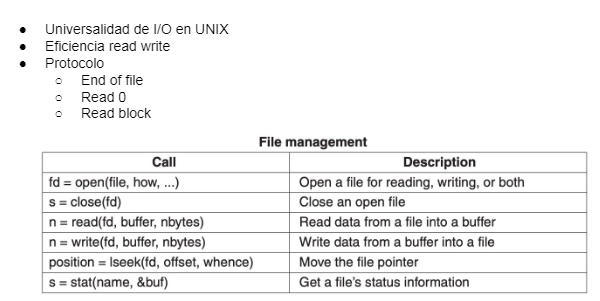 ● Universalidad de I/O en UNIX
● Eficiencia read write
● Protocolo
○ End of file
○ Read 0
○ Read block
File management
Call Description
fd = open(file, how, ...) Open a file for reading, writing, or both
s = close(fd) Close an open file
n = read(fd, buffer, nbytes) Read data from a file into a buffer
n = write(fd, buffer, nbytes) Write data from a buffer into a file
position = lseek(fd, offset, whence) Move the file pointer
s = stat(name, &buf) Get a file's status information